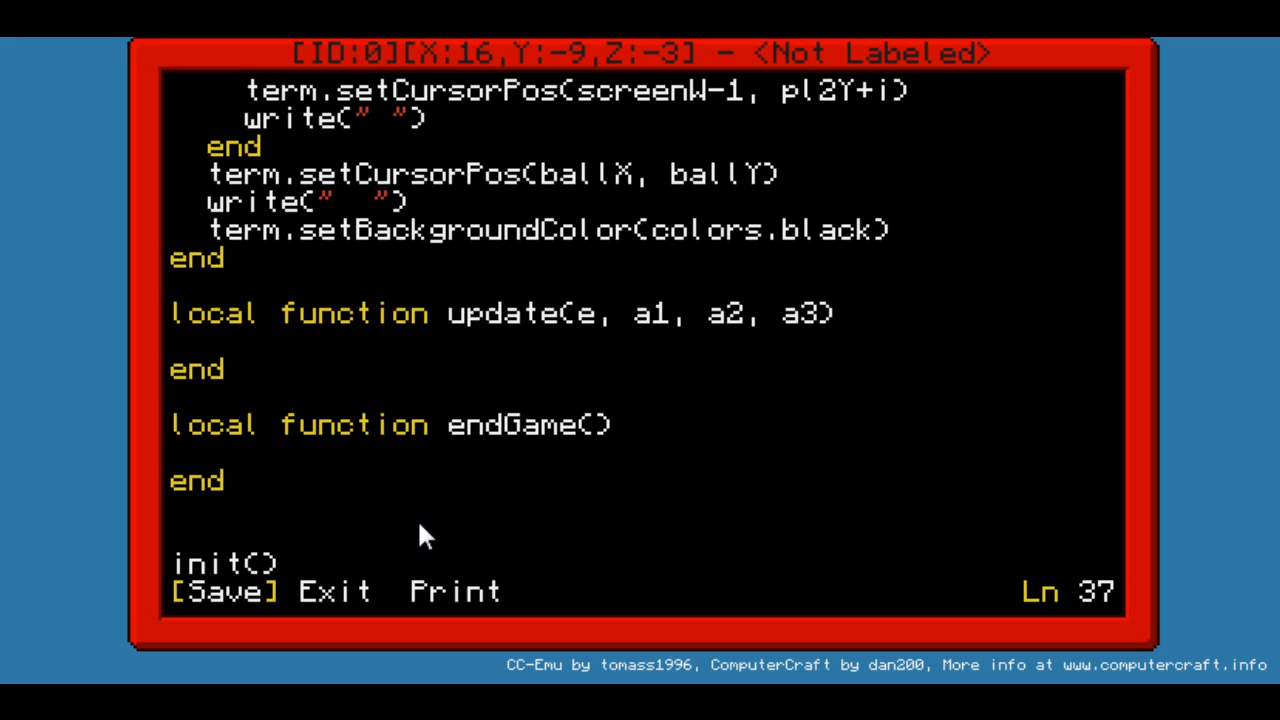 [ID:0][X:16,Y:-9,Z:-3] - <Not Labeled>
term.setCursorPos(screenW-1, pl2Y+i)
write(" ")
end
term.setCursorPos(ballX, ballY)
write("  ")
term.setBackgroundColor(colors.black)
end
local function update(e, a1, a2, a3)
end
local function endGame()
end
init()
[Save] Exit  Print Ln 37
CC-Emu by tomass1996, ComputerCraft by dan200, More info at www.computercraft.info